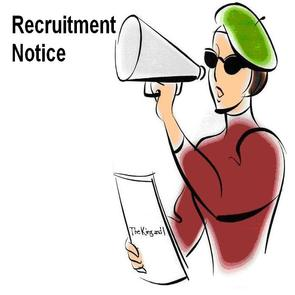 Recruitment
Notice
The King and I